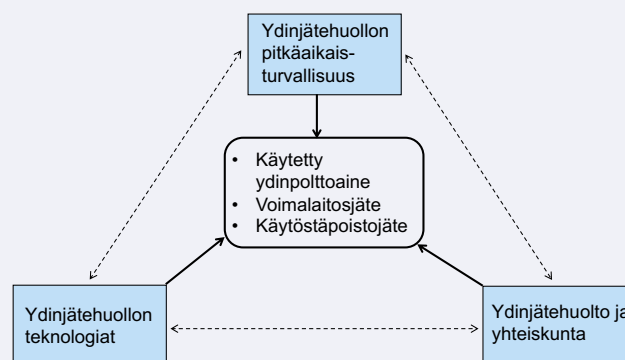 Ydinjätehuollon
pitkäaikais-
turvallisuus
• Käytetty
ydinpolttoaine
• Voimalaitosjäte
• Käytöstäpoistojäte
Ydinjätehuollon
teknologiat
Ydinjätehuolto ja
yhteiskunta